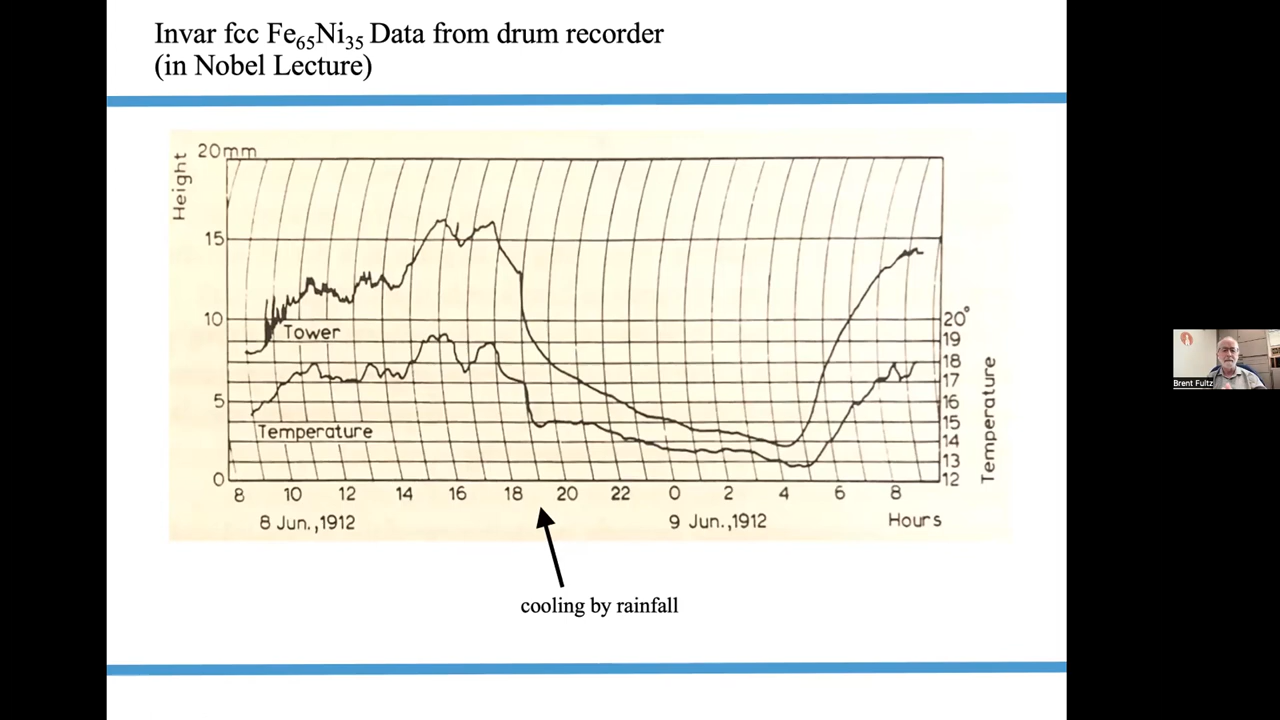 Invar fcc Fe65Ni35 Data from drum recorder
(in Nobel Lecture)
20mm
Height
15
10
5
0
Tower
Temperature
20°
19
18
17
16
15
14
13
12
Temperature
8 10 12 14 16 18 20 22 0 2 4 6 8
8 Jun.,1912 9 Jun.,1912 Hours
cooling by rainfall
Brent Fultz